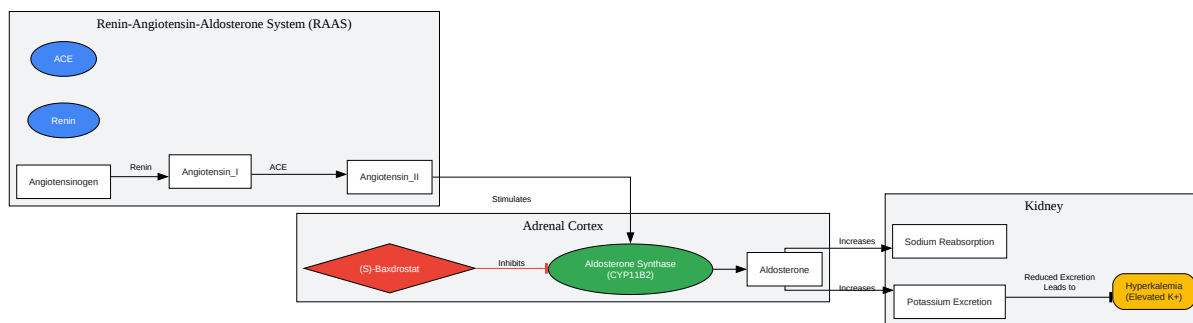 Renin-Angiotensin-Aldosterone System (RAAS)
ACE
Renin
Angiotensinogen
Renin
Angiotensin_I
ACE
Angiotensin_II
Stimulates
Adrenal Cortex
(S)-Baxdrostat
Inhibits
Aldosterone Synthase
(CYP11B2)
Aldosterone
Increases
Increases
Kidney
Sodium Reabsorption
Potassium Excretion
Reduced Excretion
Leads to
Hyperkalemia
(Elevated K+)